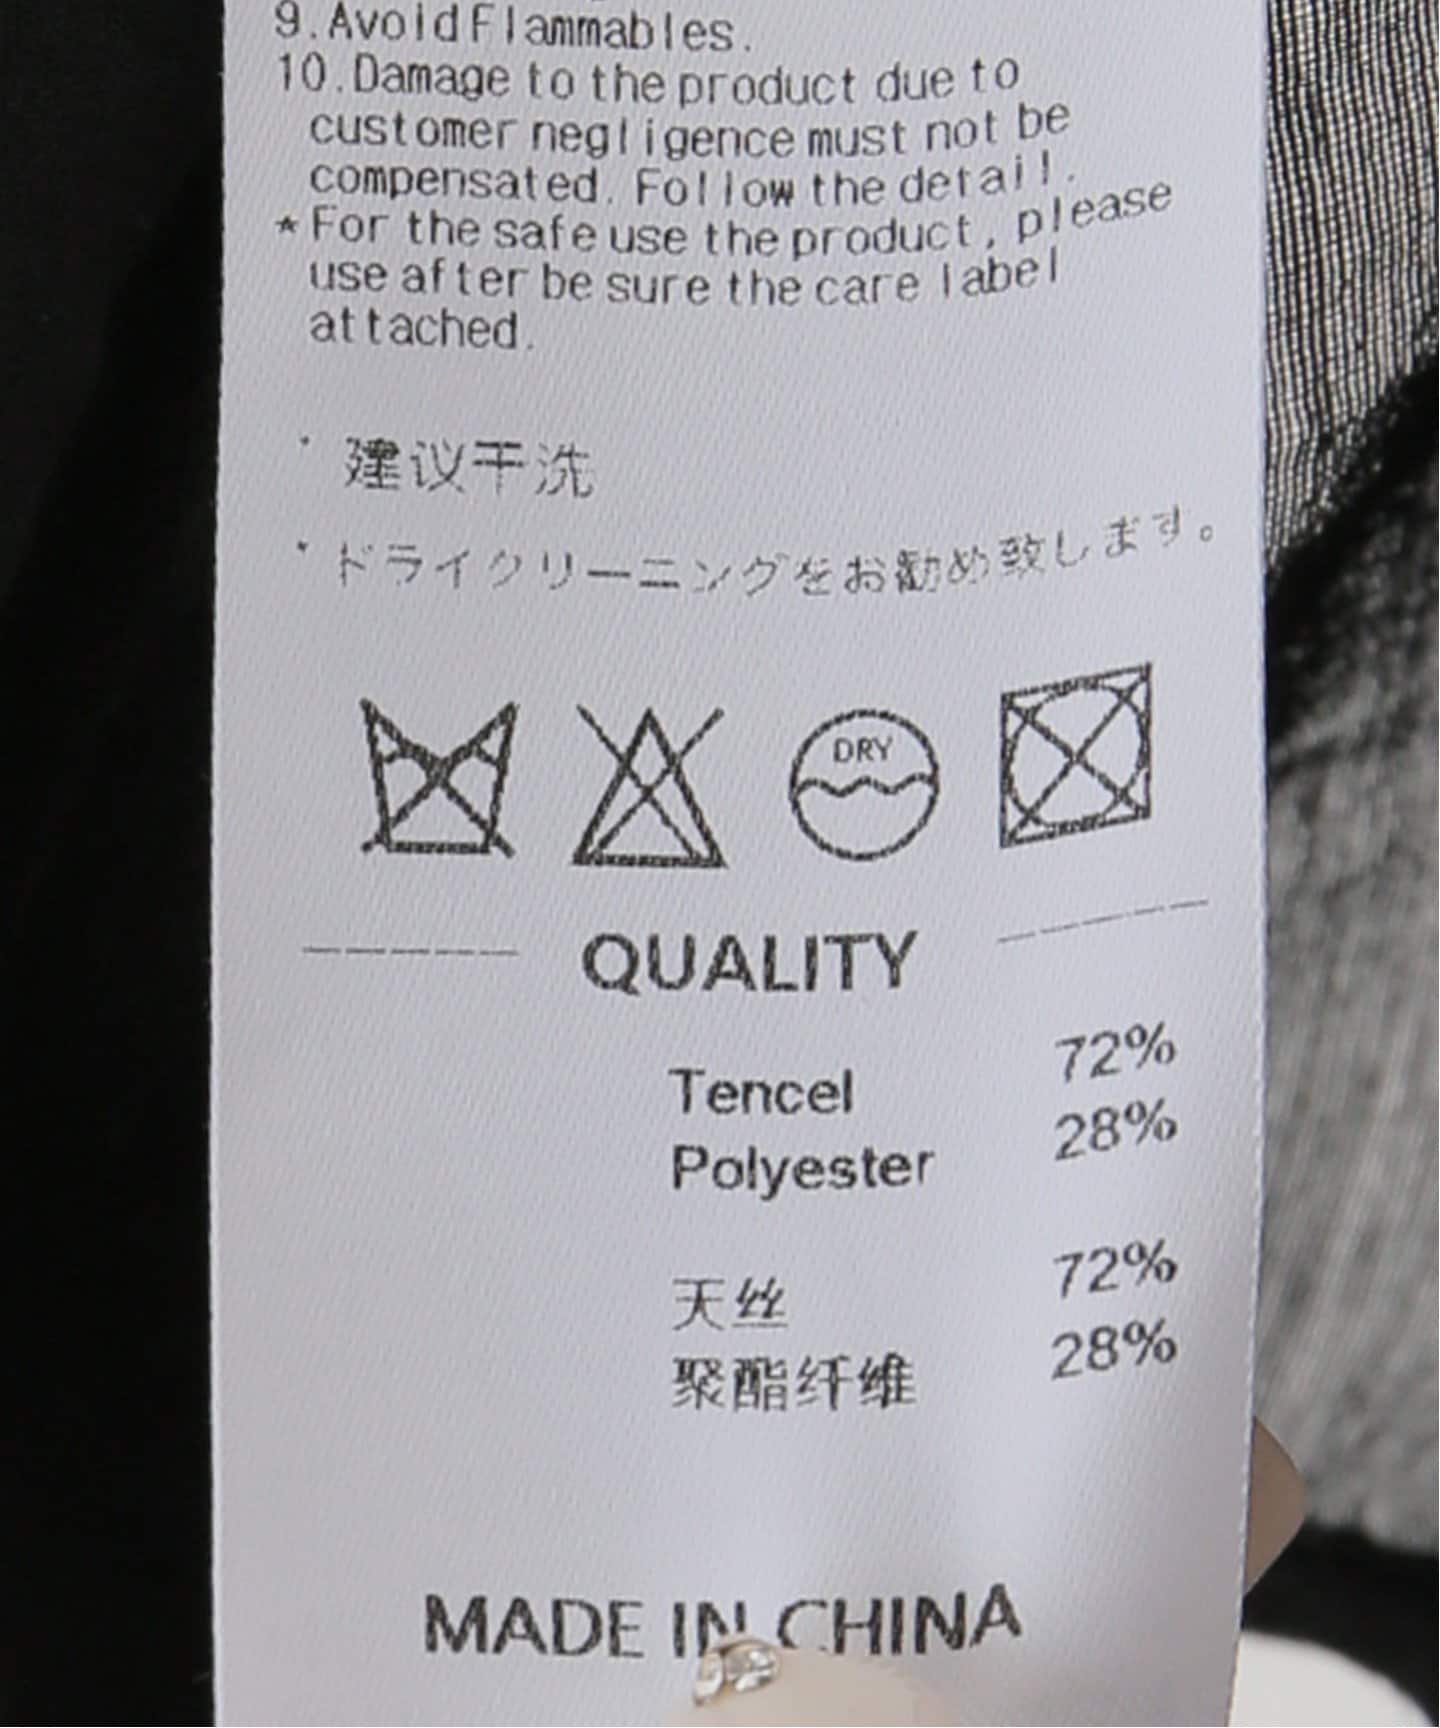 9.Avoid Flammables.
10.Damage to the product due to
customer negligence must not be
compensated. Follow the detail.
*For the safe use the product, please
use after be sure the care label
attached.
· 建议干洗
· ドライクリーニングをお勧め致します。
DRY
QUALITY
Tencel 72%
Polyester 28%
天丝 72%
聚酯纤维 28%
MADE IN CHINA